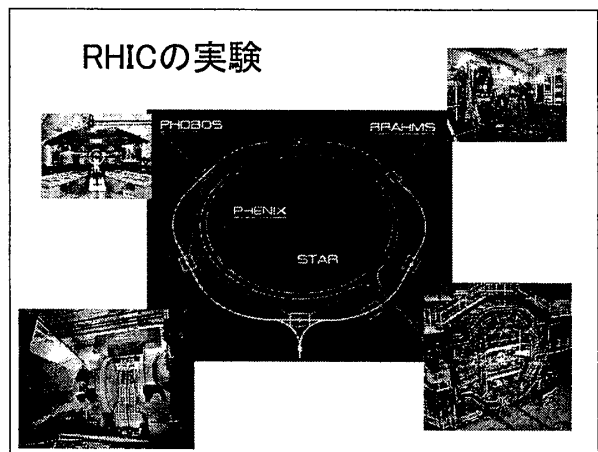 RHICの実験
PHOBOS
BRAHMS
PHENIX
STAR